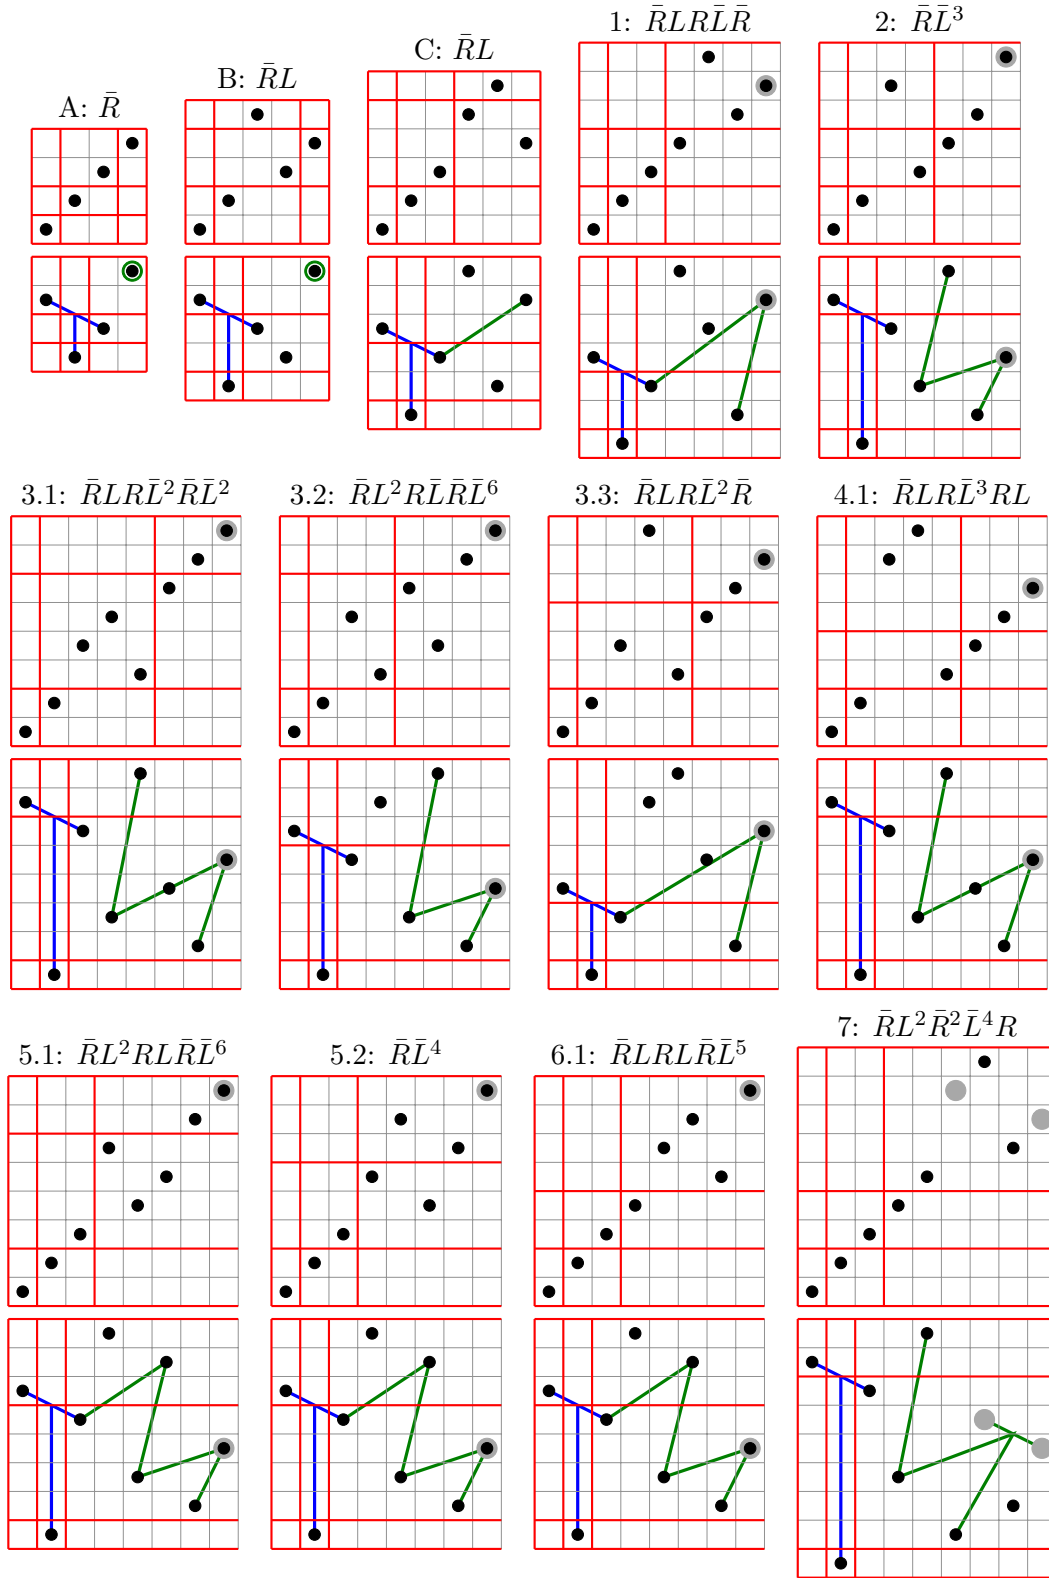 A: R̄
B: R̄L
C: R̄L
1: R̄LRL̄R̄
2: R̄L̄³
3.1: R̄LRL̄²R̄L̄²
3.2: R̄L²RL̄R̄L̄⁶
3.3: R̄LRL̄²R̄
4.1: R̄LRL̄³RL
5.1: R̄L²RLR̄L̄⁶
5.2: R̄L̄⁴
6.1: R̄LRLR̄L̄⁵
7: R̄L²R̄²L̄⁴R